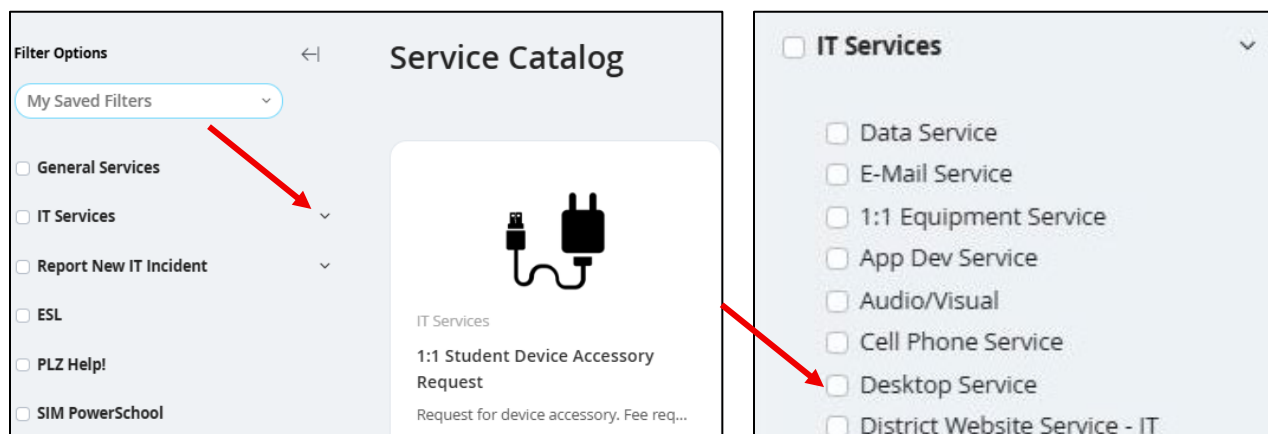 Filter Options
My Saved Filters
General Services
IT Services
Report New IT Incident
ESL
PLZ Help!
SIM PowerSchool
Service Catalog
IT Services
1:1 Student Device Accessory
Request
Request for device accessory. Fee req...
IT Services
Data Service
E-Mail Service
1:1 Equipment Service
App Dev Service
Audio/Visual
Cell Phone Service
Desktop Service
District Website Service - IT